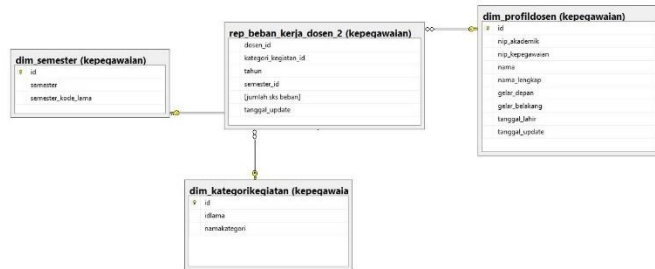 dim_semester (kepegawaian)
id
semester
semester_kode_lama
rep_beban_kerja_dosen_2 (kepegawaian)
dosen_id
kategori_kegiatan_id
tahun
semester_id
[jumlah sks beban]
tanggal_update
dim_profildosen (kepegawaian)
id
nip_akademik
nip_kepegawaian
nama
nama_lengkap
gelar_depan
gelar_belakang
tanggal_lahir
tanggal_update
dim_kategorikegiatan (kepegawaia
id
idlama
namakategori